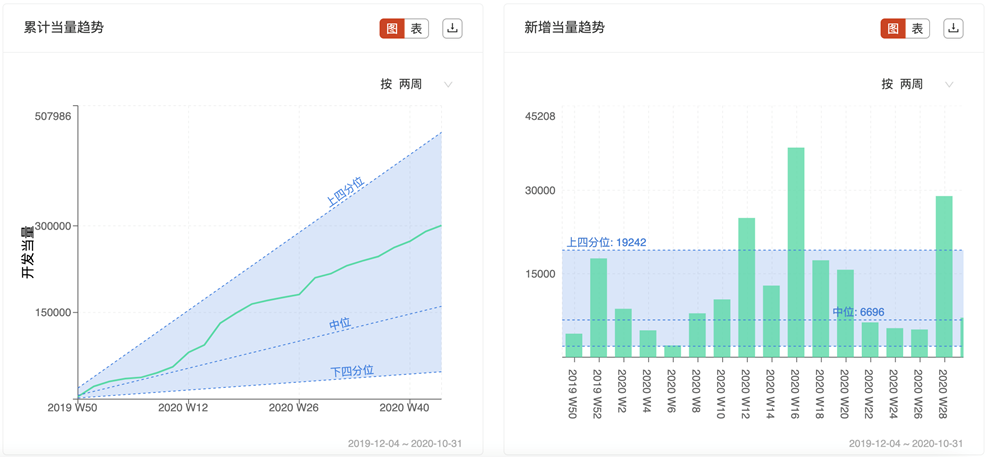 累计当量趋势
图 表
按 两周
507986
300000
150000
开发当量
上四分位
中位
下四分位
2019 W50
2020 W12
2020 W26
2020 W40
2019-12-04 ~ 2020-10-31
新增当量趋势
图 表
按 两周
45208
30000
15000
上四分位: 19242
中位: 6696
2019 W50
2019 W52
2020 W2
2020 W4
2020 W6
2020 W8
2020 W10
2020 W12
2020 W14
2020 W16
2020 W18
2020 W20
2020 W22
2020 W24
2020 W26
2020 W28
2019-12-04 ~ 2020-10-31